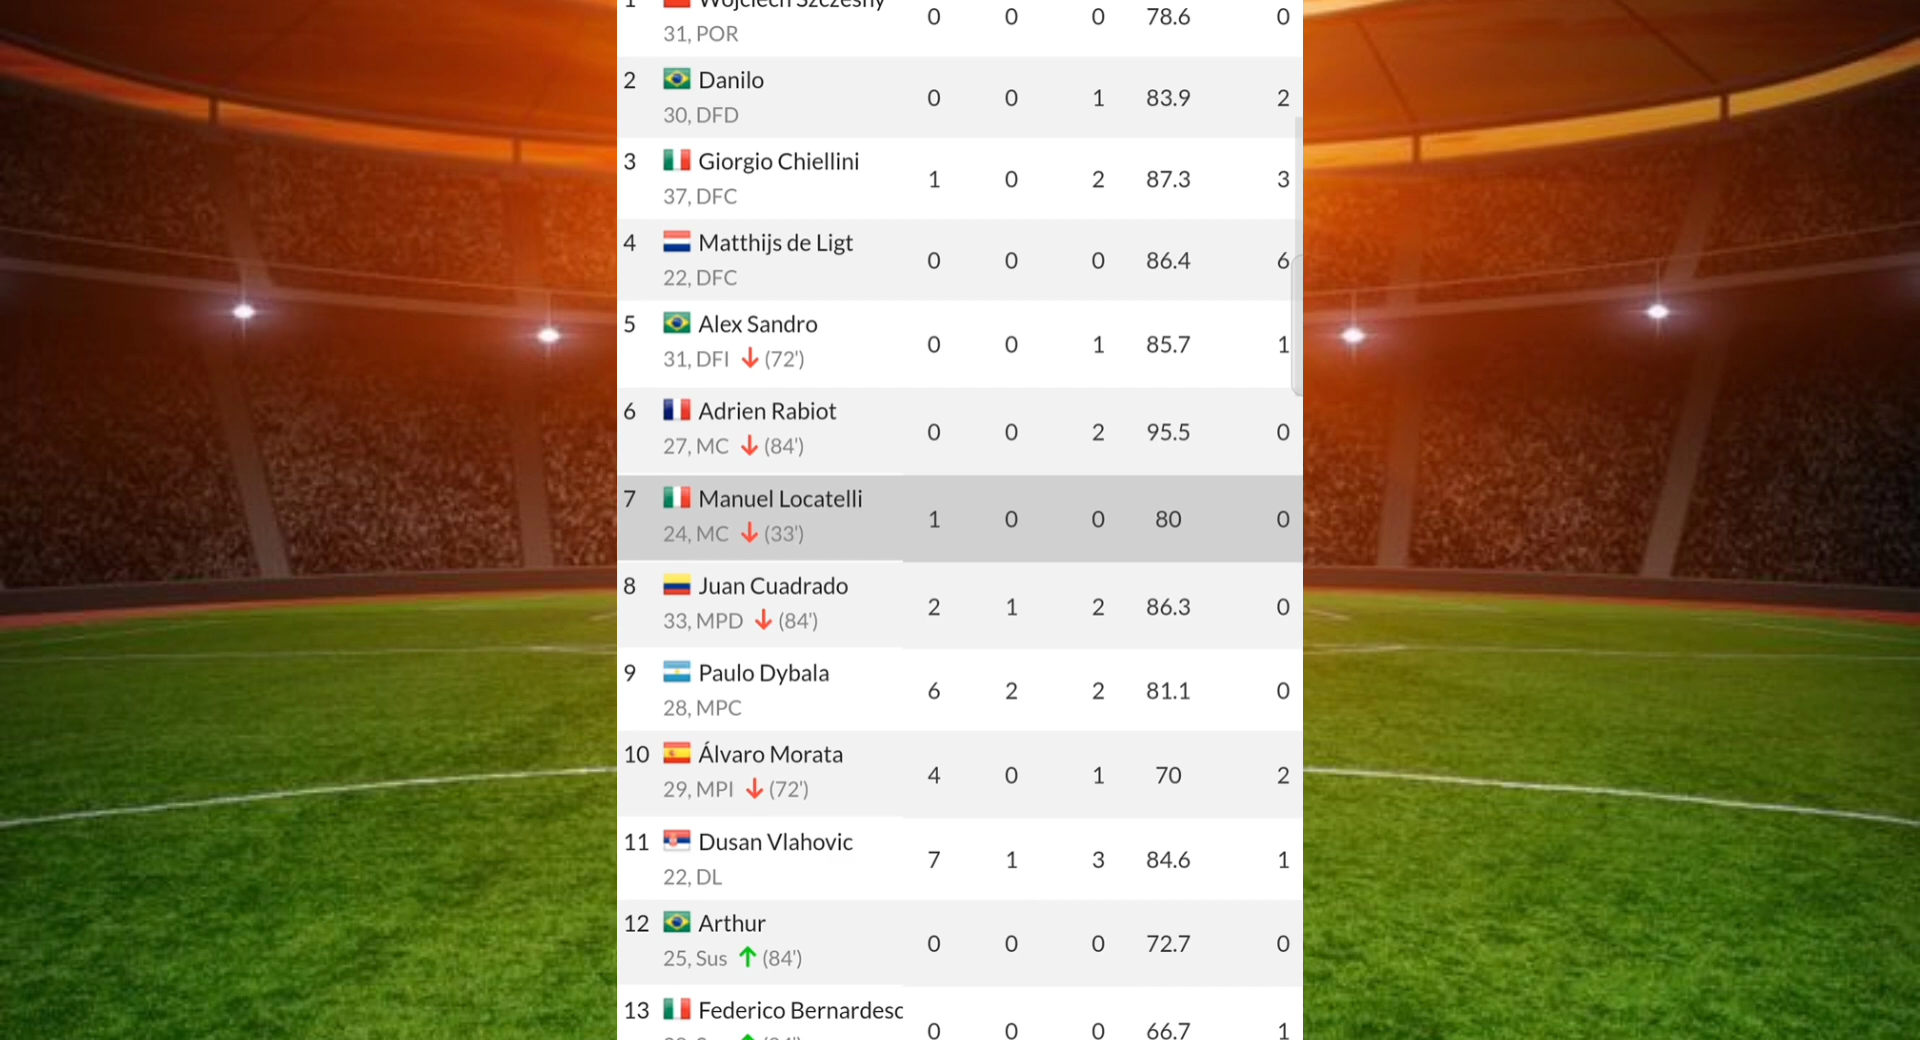 1 Wojciech Szczesny 0 0 0 78.6 0
31, POR
2 Danilo 0 0 1 83.9 2
30, DFD
3 Giorgio Chiellini 1 0 2 87.3 3
37, DFC
4 Matthijs de Ligt 0 0 0 86.4 6
22, DFC
5 Alex Sandro 0 0 1 85.7 1
31, DFI ↓ (72')
6 Adrien Rabiot 0 0 2 95.5 0
27, MC ↓ (84')
7 Manuel Locatelli 1 0 0 80 0
24, MC ↓ (33')
8 Juan Cuadrado 2 1 2 86.3 0
33, MPD ↓ (84')
9 Paulo Dybala 6 2 2 81.1 0
28, MPC
10 Álvaro Morata 4 0 1 70 2
29, MPI ↓ (72')
11 Dusan Vlahovic 7 1 3 84.6 1
22, DL
12 Arthur 0 0 0 72.7 0
25, Sus ↑ (84')
13 Federico Bernardesc 0 0 0 66.7 1